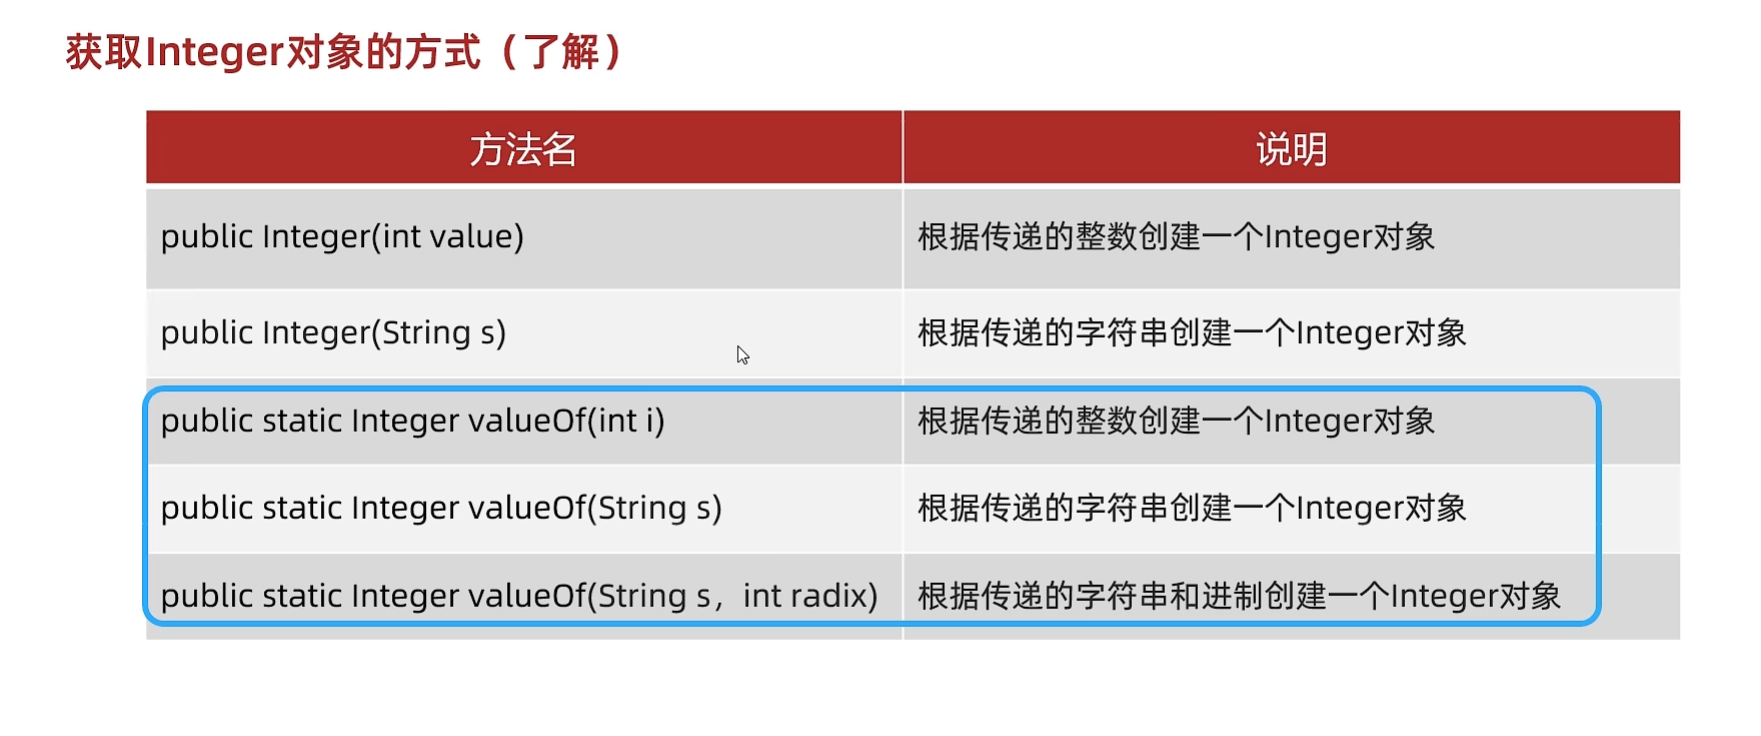 获取Integer对象的方式（了解）
方法名 说明
public Integer(int value) 根据传递的整数创建一个Integer对象
public Integer(String s) 根据传递的字符串创建一个Integer对象
public static Integer valueOf(int i) 根据传递的整数创建一个Integer对象
public static Integer valueOf(String s) 根据传递的字符串创建一个Integer对象
public static Integer valueOf(String s，int radix) 根据传递的字符串和进制创建一个Integer对象